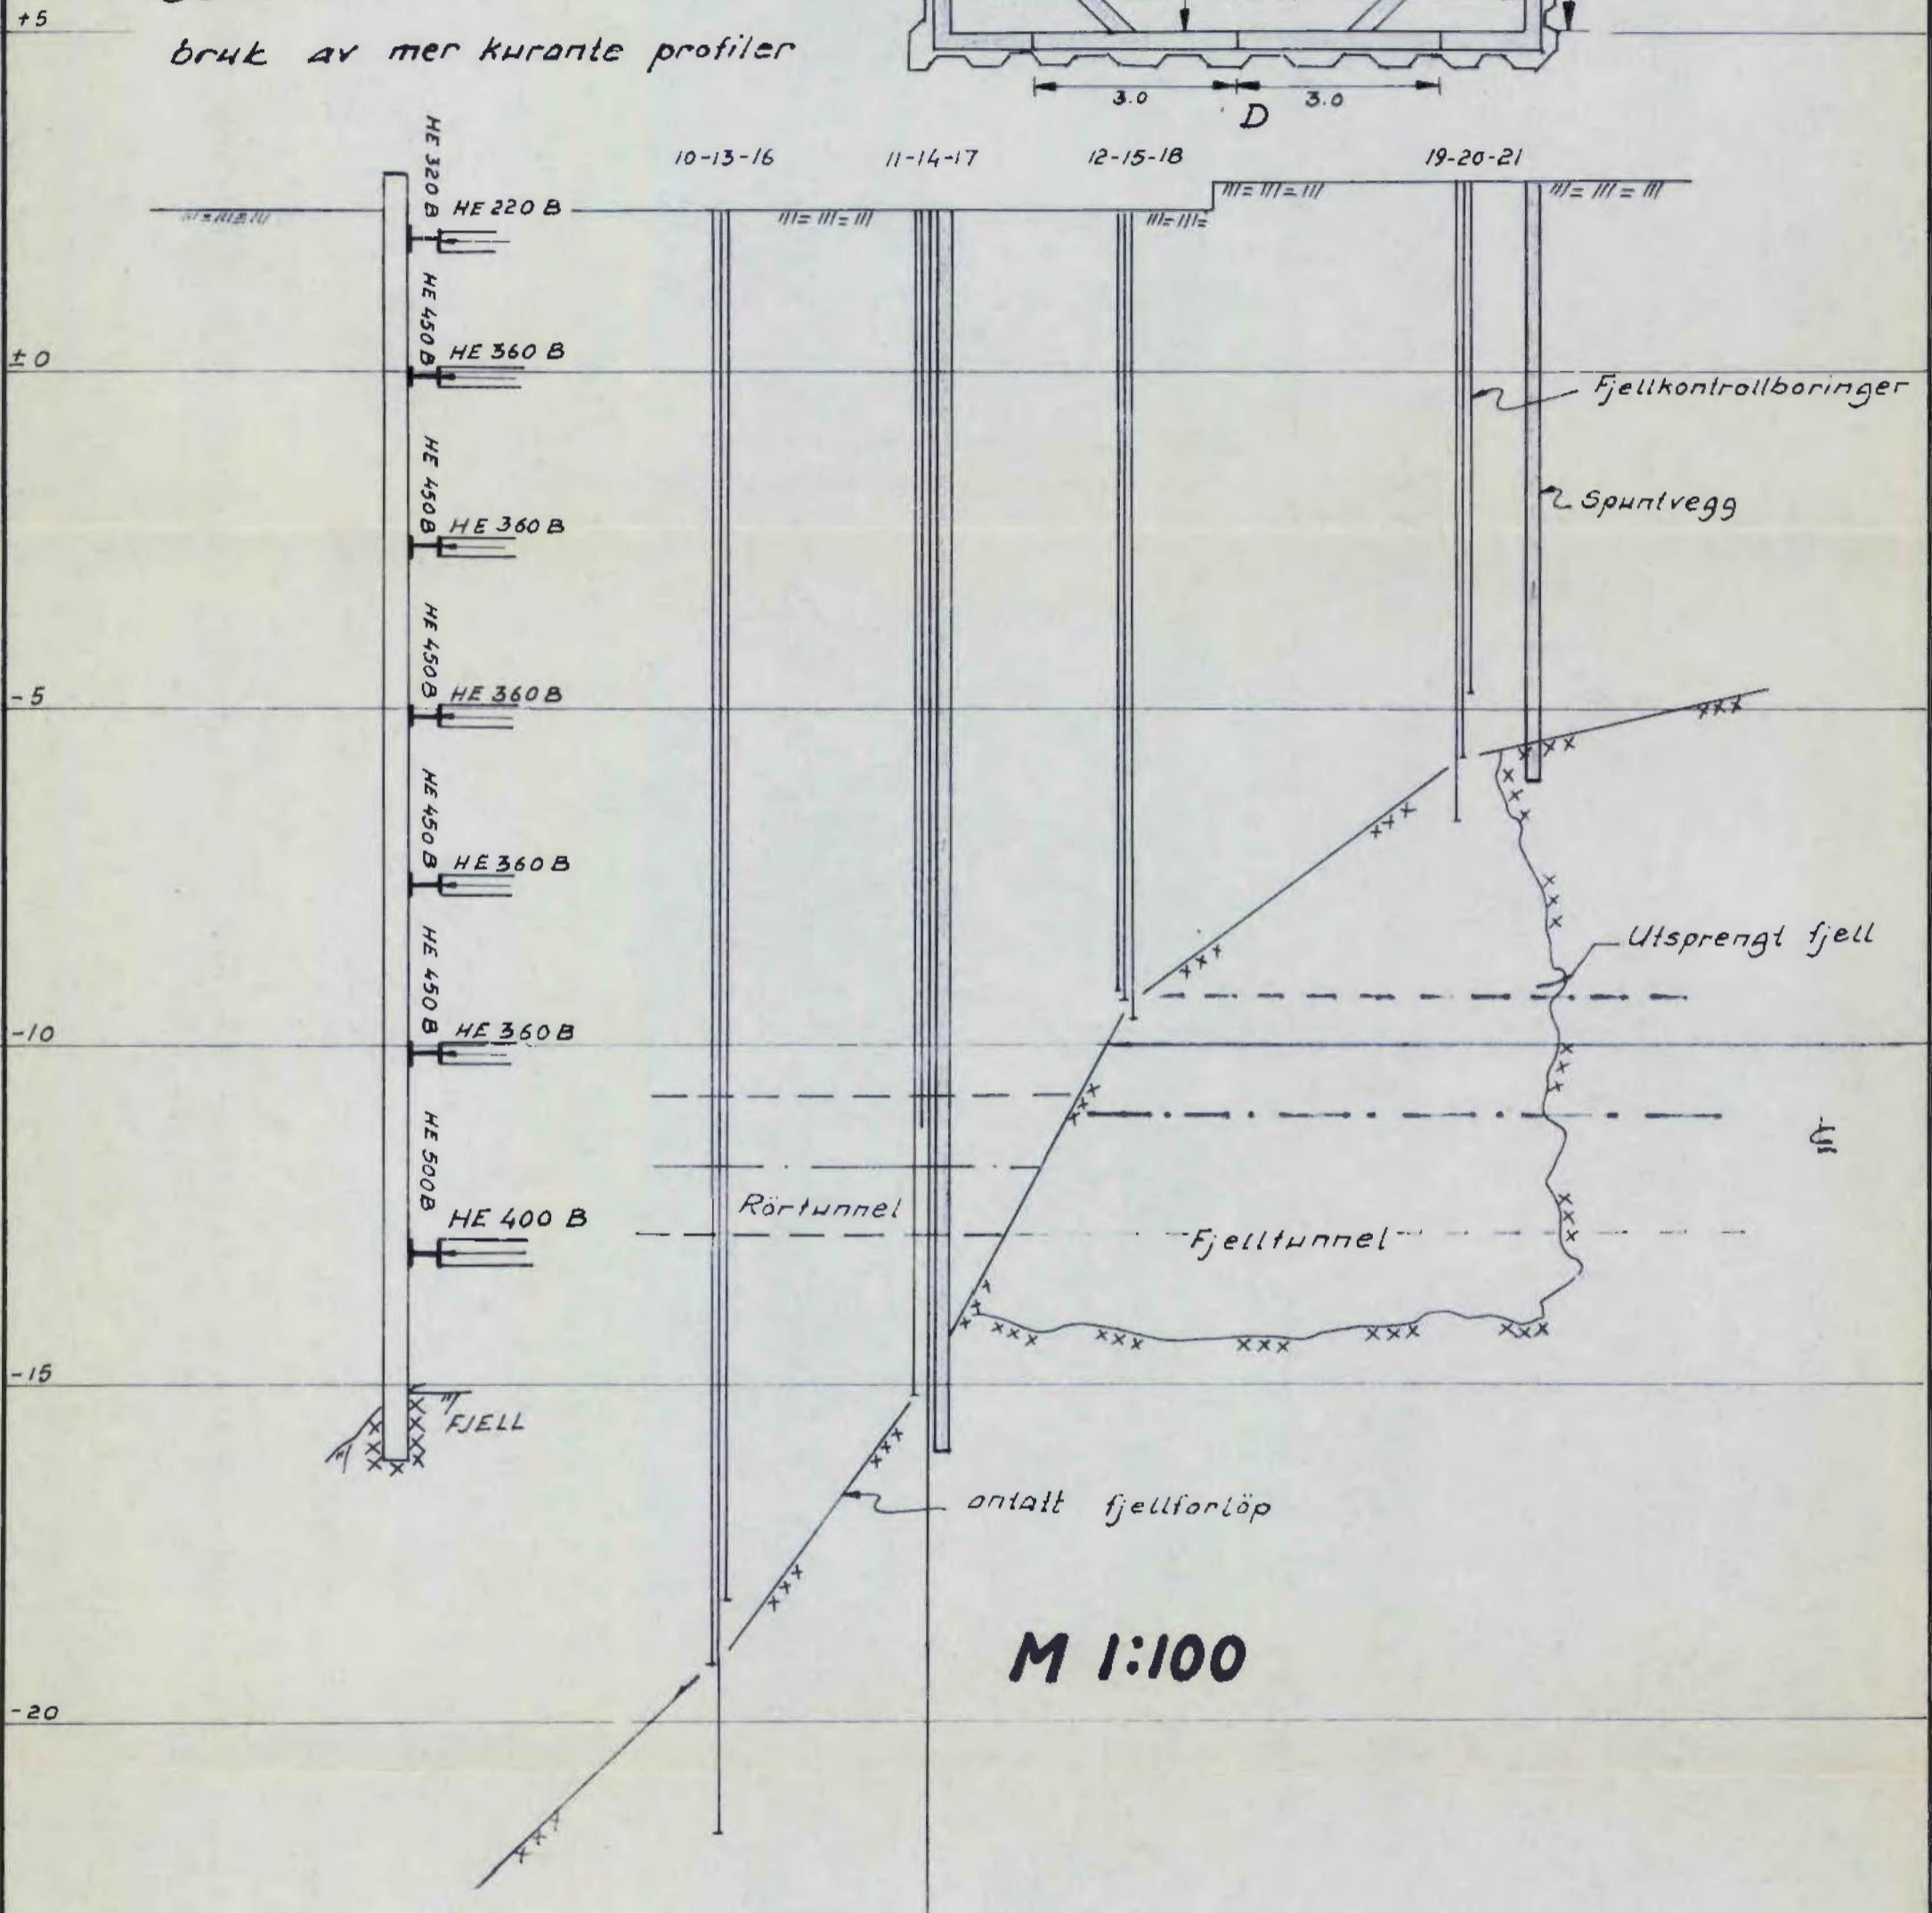 +5
bruk av mer kurante profiler
3.0 3.0
D
10-13-16 11-14-17 12-15-18 19-20-21
HE 320 B
HE 220 B
HE 450 B
±0
HE 360 B
Fjellkontrollboringer
HE 450 B
HE 360 B
Spuntvegg
HE 450 B
-5
HE 360 B
HE 450 B
HE 360 B
Utsprengt fjell
HE 450 B
-10
HE 360 B
HE 500 B
Rörtunnel
HE 400 B
Fjelltunnel
-15
FJELL
antatt fjellforlöp
M 1:100
-20